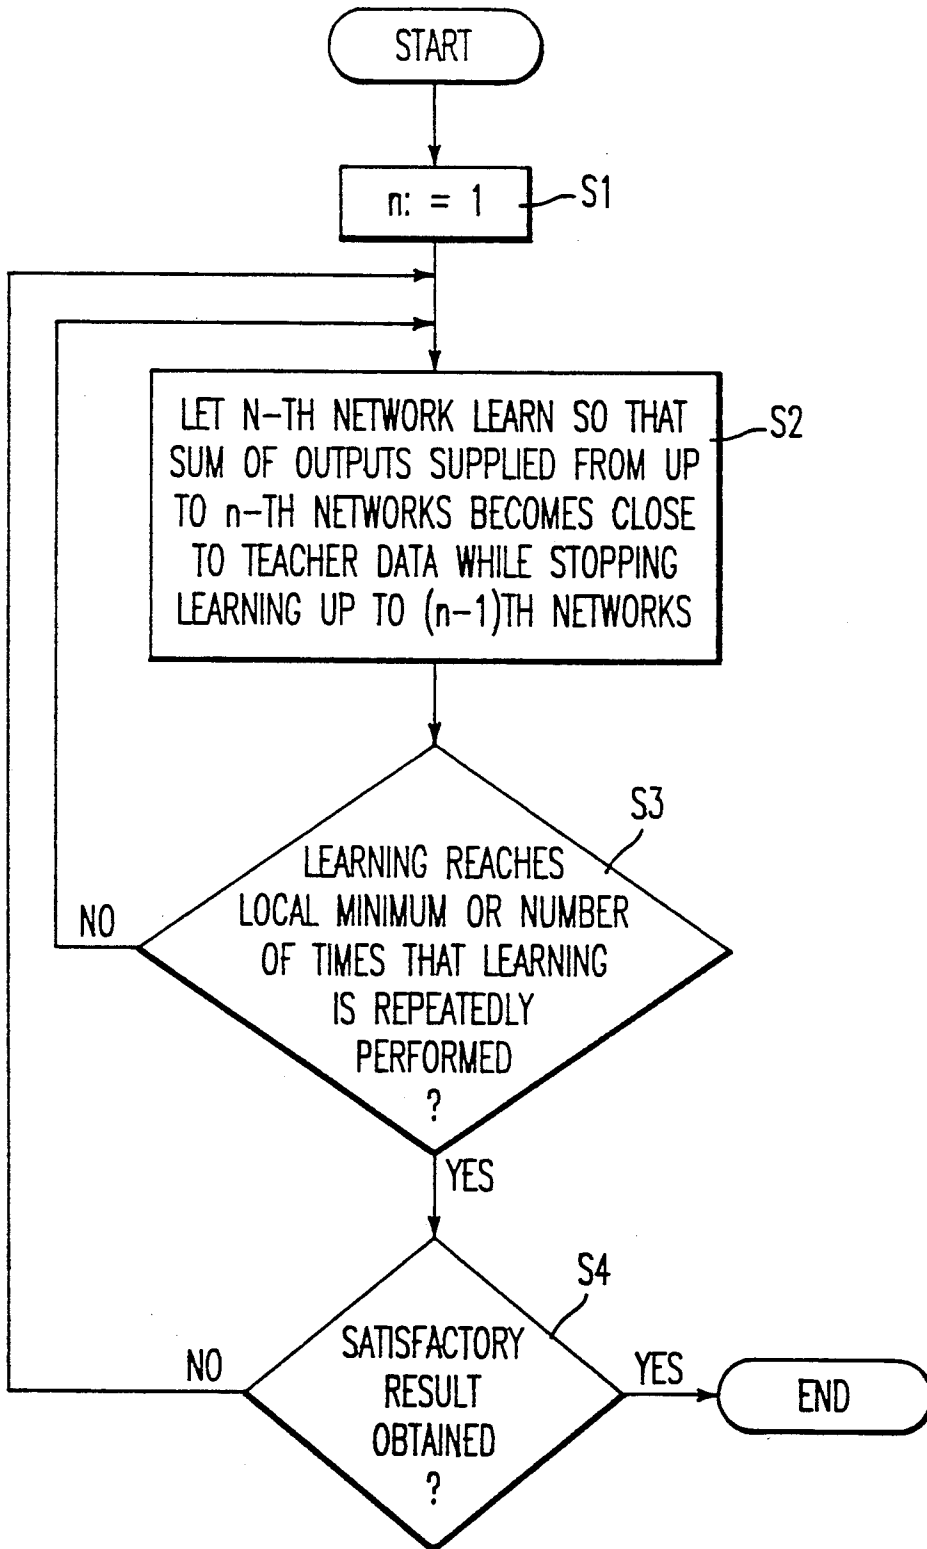 START
n: = 1
S1
LET N-TH NETWORK LEARN SO THAT
SUM OF OUTPUTS SUPPLIED FROM UP
TO n-TH NETWORKS BECOMES CLOSE
TO TEACHER DATA WHILE STOPPING
LEARNING UP TO (n-1)TH NETWORKS
S2
S3
LEARNING REACHES
LOCAL MINIMUM OR NUMBER
OF TIMES THAT LEARNING
IS REPEATEDLY
PERFORMED
?
NO
YES
S4
SATISFACTORY
RESULT
OBTAINED
?
NO
YES
END